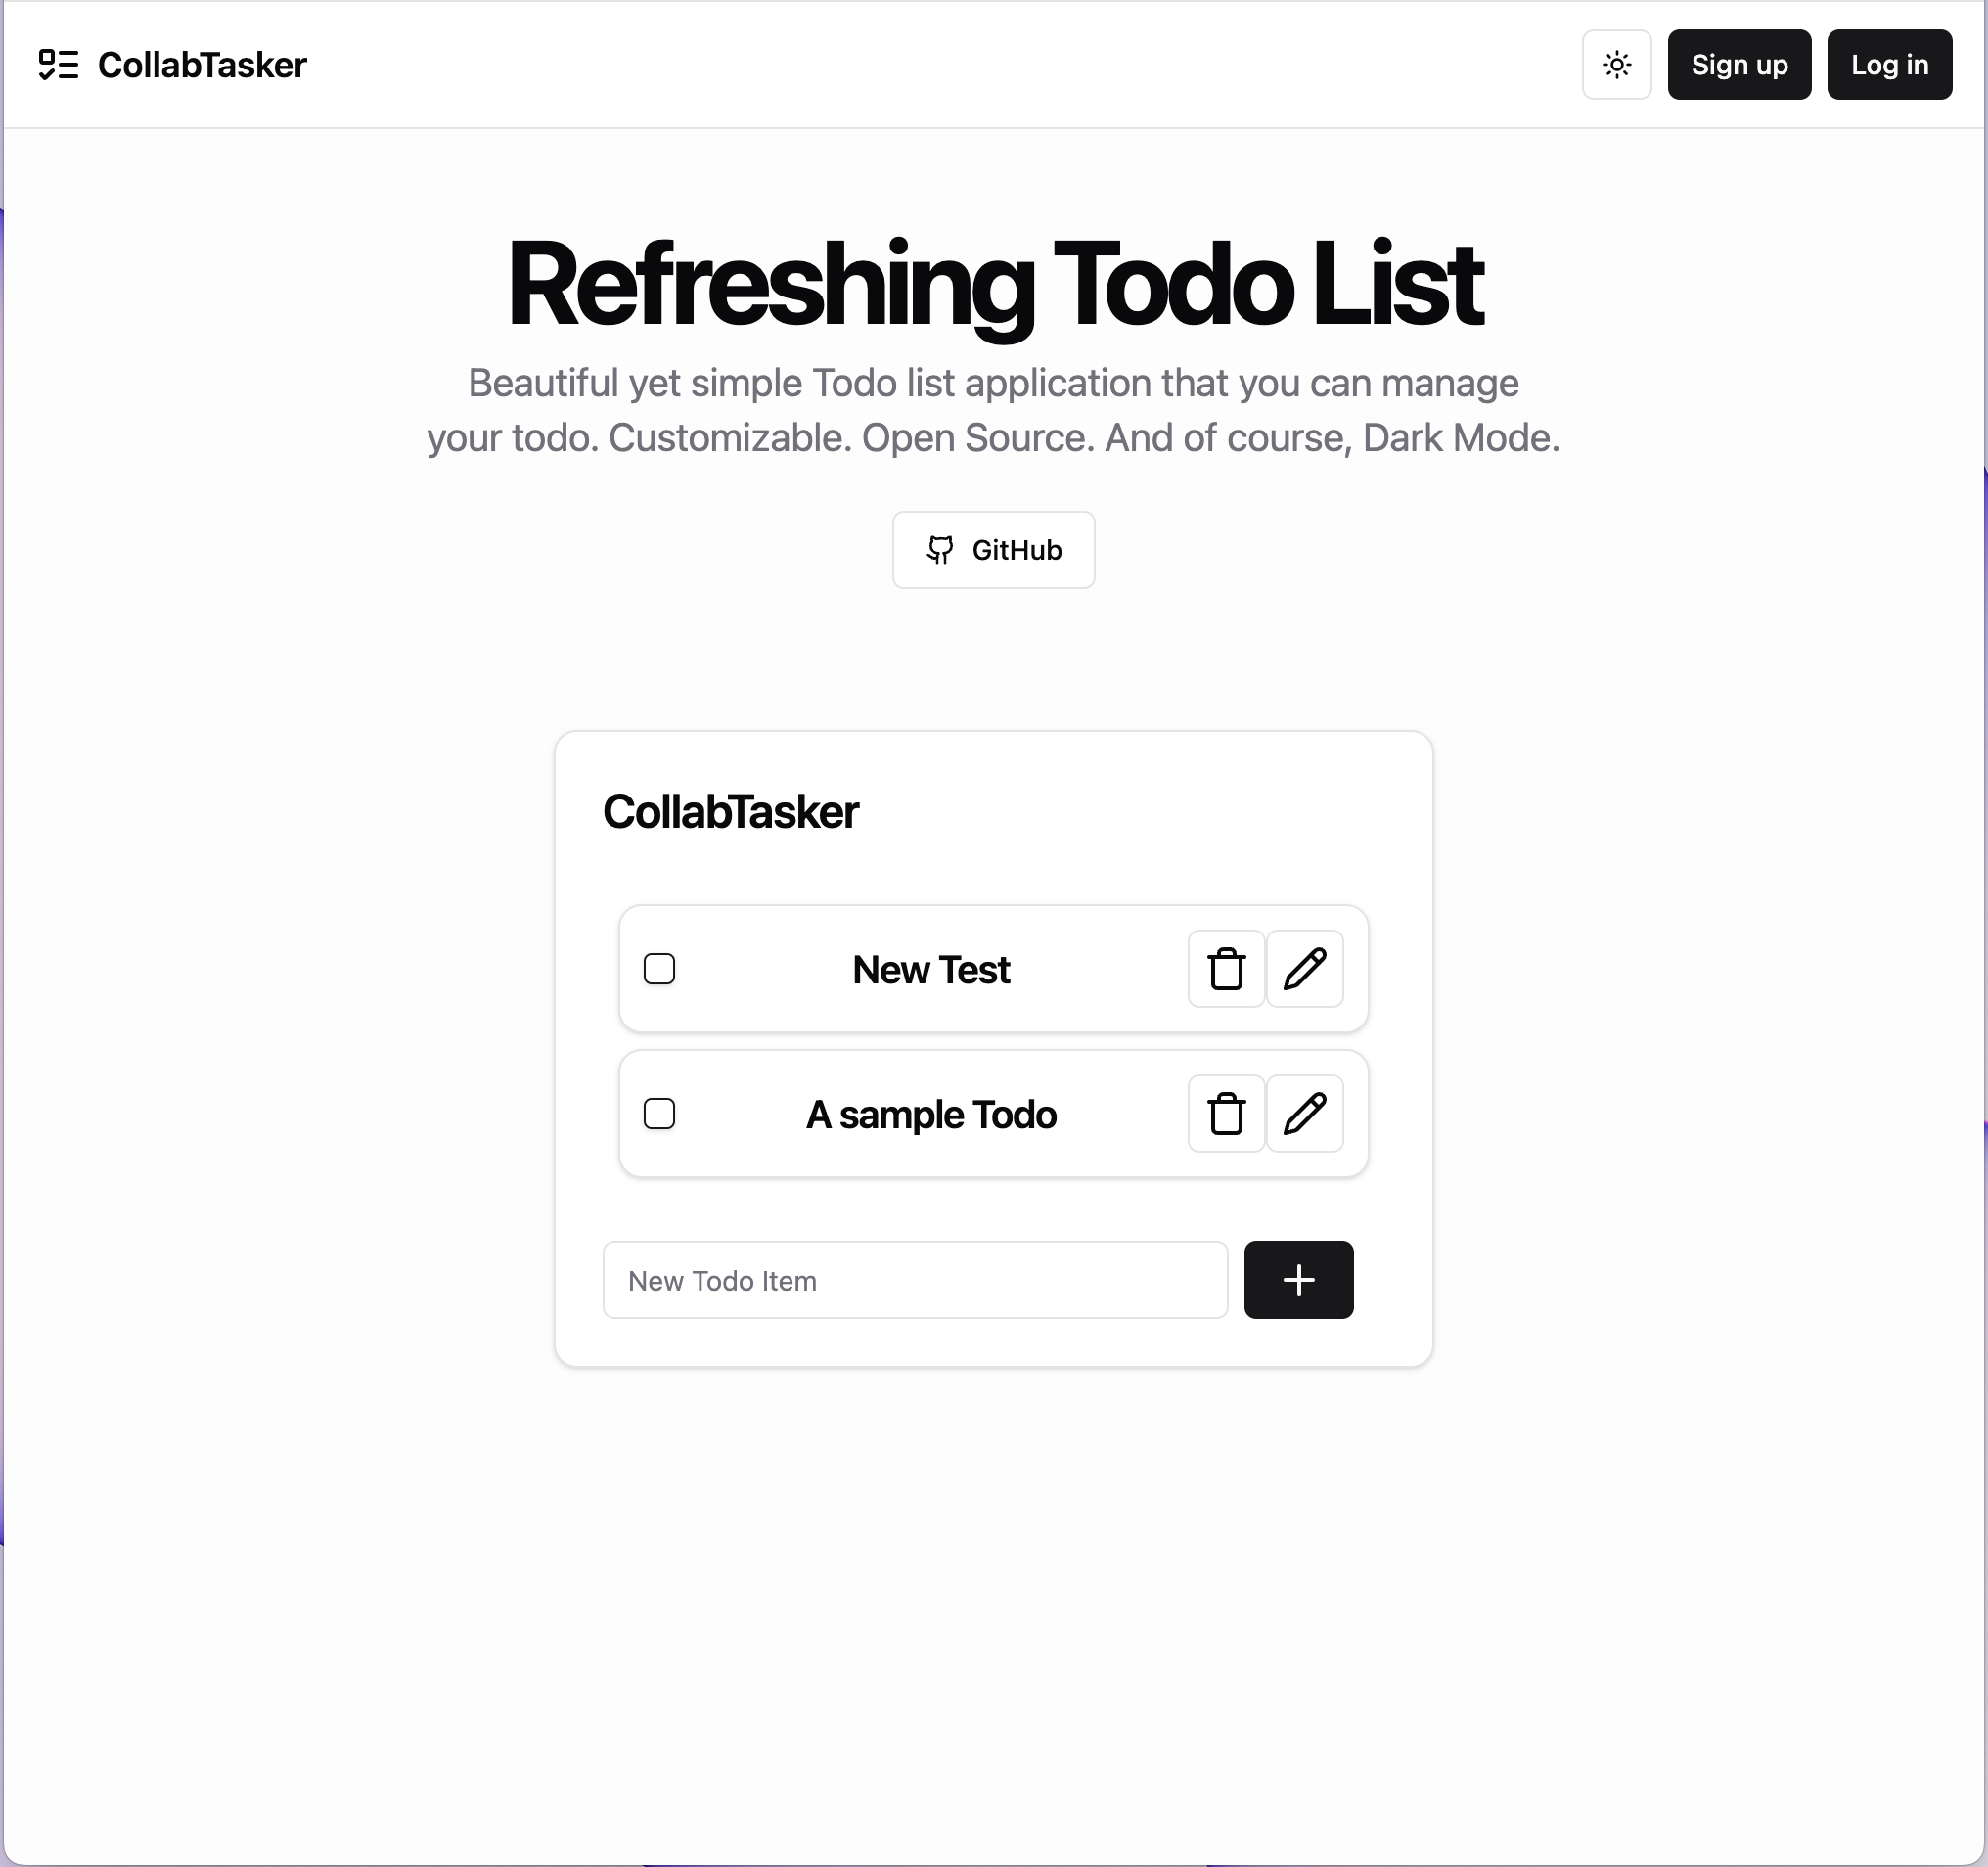 CollabTasker
Sign up
Log in
Refreshing Todo List
Beautiful yet simple Todo list application that you can manage
your todo. Customizable. Open Source. And of course, Dark Mode.
GitHub
CollabTasker
New Test
A sample Todo
New Todo Item